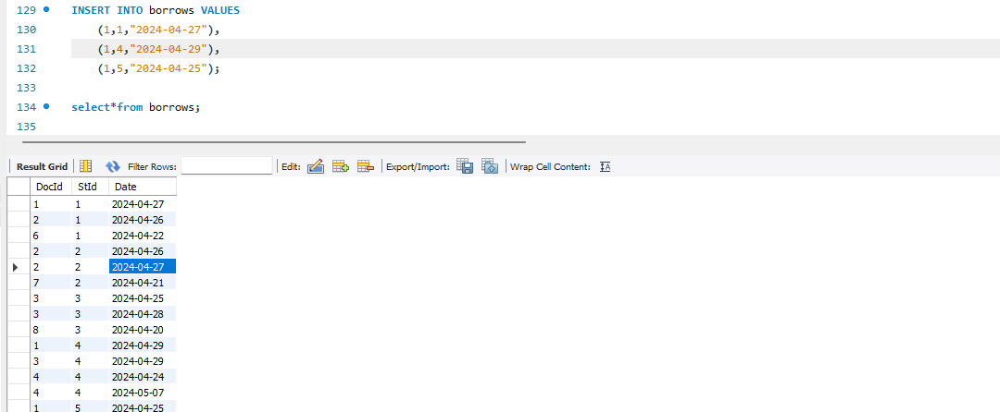 129 INSERT INTO borrows VALUES
130 (1,1,"2024-04-27"),
131 (1,4,"2024-04-29"),
132 (1,5,"2024-04-25");
133
134 select*from borrows;
135
Result Grid Filter Rows: Edit: Export/Import: Wrap Cell Content: IA
DocId StId Date
1 1 2024-04-27
2 1 2024-04-26
6 1 2024-04-22
2 2 2024-04-26
2 2 2024-04-27
7 2 2024-04-21
3 3 2024-04-25
3 3 2024-04-28
8 3 2024-04-20
1 4 2024-04-29
3 4 2024-04-29
4 4 2024-04-24
4 4 2024-05-07
1 5 2024-04-25